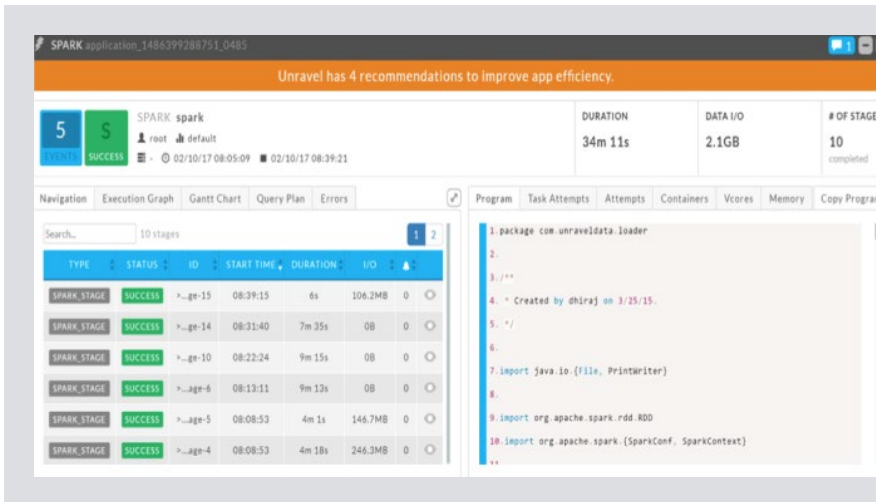 SPARK application_1486399288751_0485
1
Unravel has 4 recommendations to improve app efficiency.
5
EVENTS
S
SUCCESS
SPARK spark
root default
- 02/10/17 08:05:09 02/10/17 08:39:21
DURATION
34m 11s
DATA I/O
2.1GB
# OF STAGE
10
completed
Navigation Execution Graph Gantt Chart Query Plan Errors
Program Task Attempts Attempts Containers Vcores Memory Copy Progra
Search... 10 stages 1 2
TYPE STATUS ID START TIME DURATION I/O
SPARK_STAGE SUCCESS >...ge-15 08:39:15 6s 106.2MB 0
SPARK_STAGE SUCCESS >...ge-14 08:31:40 7m 35s 0B 0
SPARK_STAGE SUCCESS >...ge-10 08:22:24 9m 15s 0B 0
SPARK_STAGE SUCCESS >...age-6 08:13:11 9m 13s 0B 0
SPARK_STAGE SUCCESS >...age-5 08:08:53 4m 1s 146.7MB 0
SPARK_STAGE SUCCESS >...age-4 08:08:53 4m 18s 246.3MB 0
1.package com.unraveldata.loader
2.
3./**
4. * Created by dhiraj on 3/25/15.
5. */
6.
7.import java.io.{File, PrintWriter}
8.
9.import org.apache.spark.rdd.RDD
10.import org.apache.spark.{SparkConf, SparkContext}